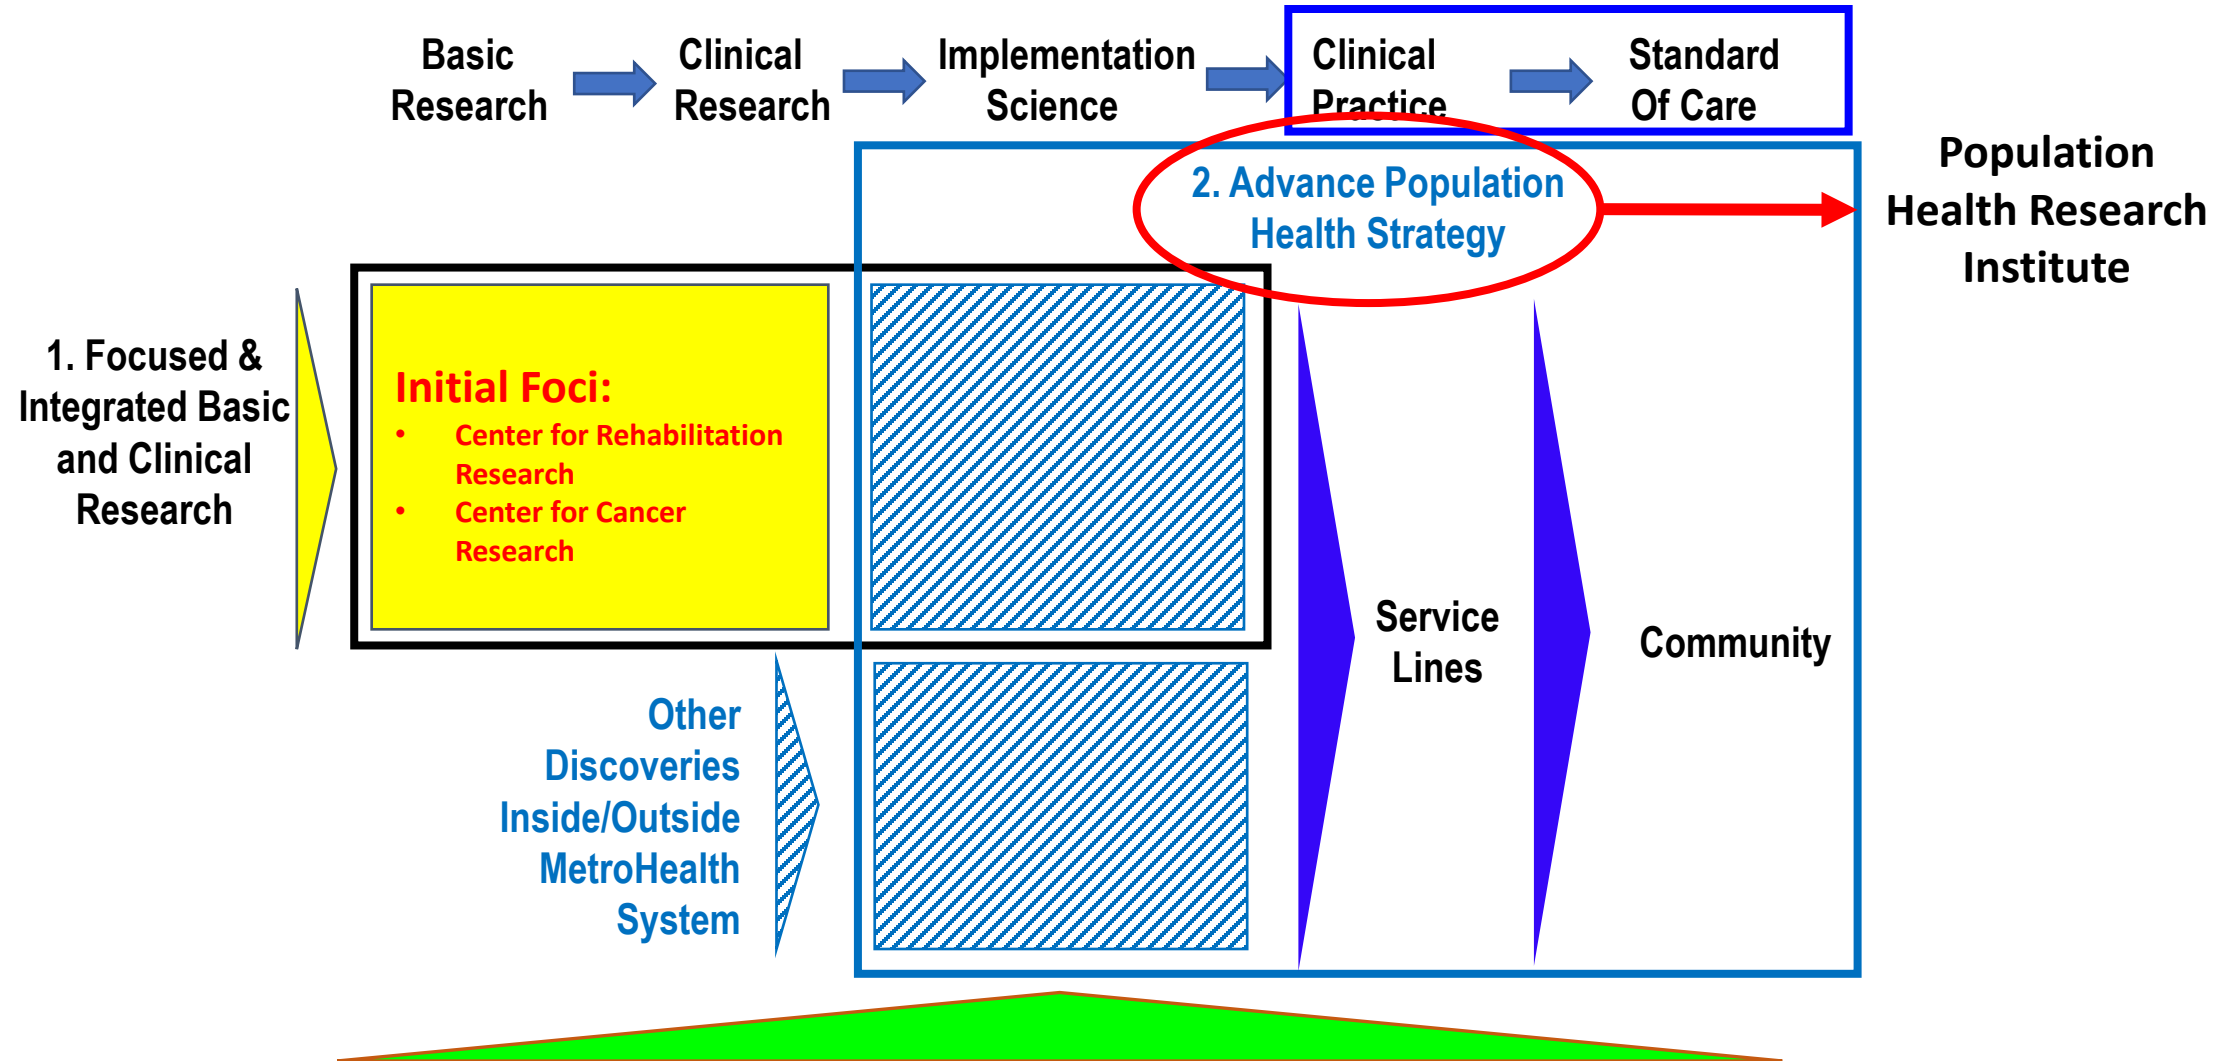 Basic
Research
Clinical
Research
Implementation
Science
Clinical
Practice
Standard
Of Care
2. Advance Population
Health Strategy
Population
Health Research
Institute
1. Focused &
Integrated Basic
and Clinical
Research
Initial Foci:
• Center for Rehabilitation
Research
• Center for Cancer
Research
Service
Lines
Community
Other
Discoveries
Inside/Outside
MetroHealth
System